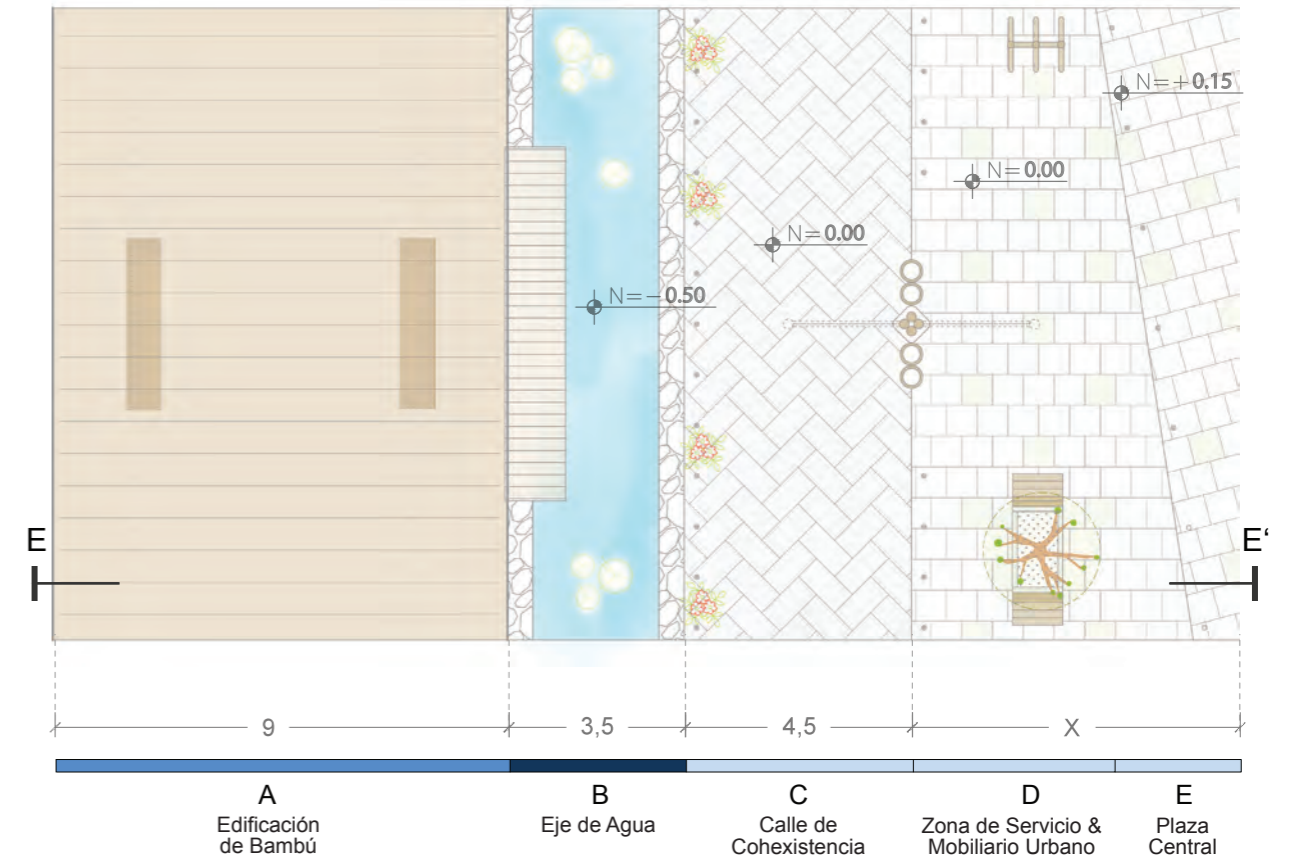 N=+0.15
N=0.00
N=0.00
N=-0.50
E
E‘
9
3,5
4,5
X
A
B
C
D
E
Edificación
de Bambú
Eje de Agua
Calle de
Cohexistencia
Zona de Servicio &
Mobiliario Urbano
Plaza
Central